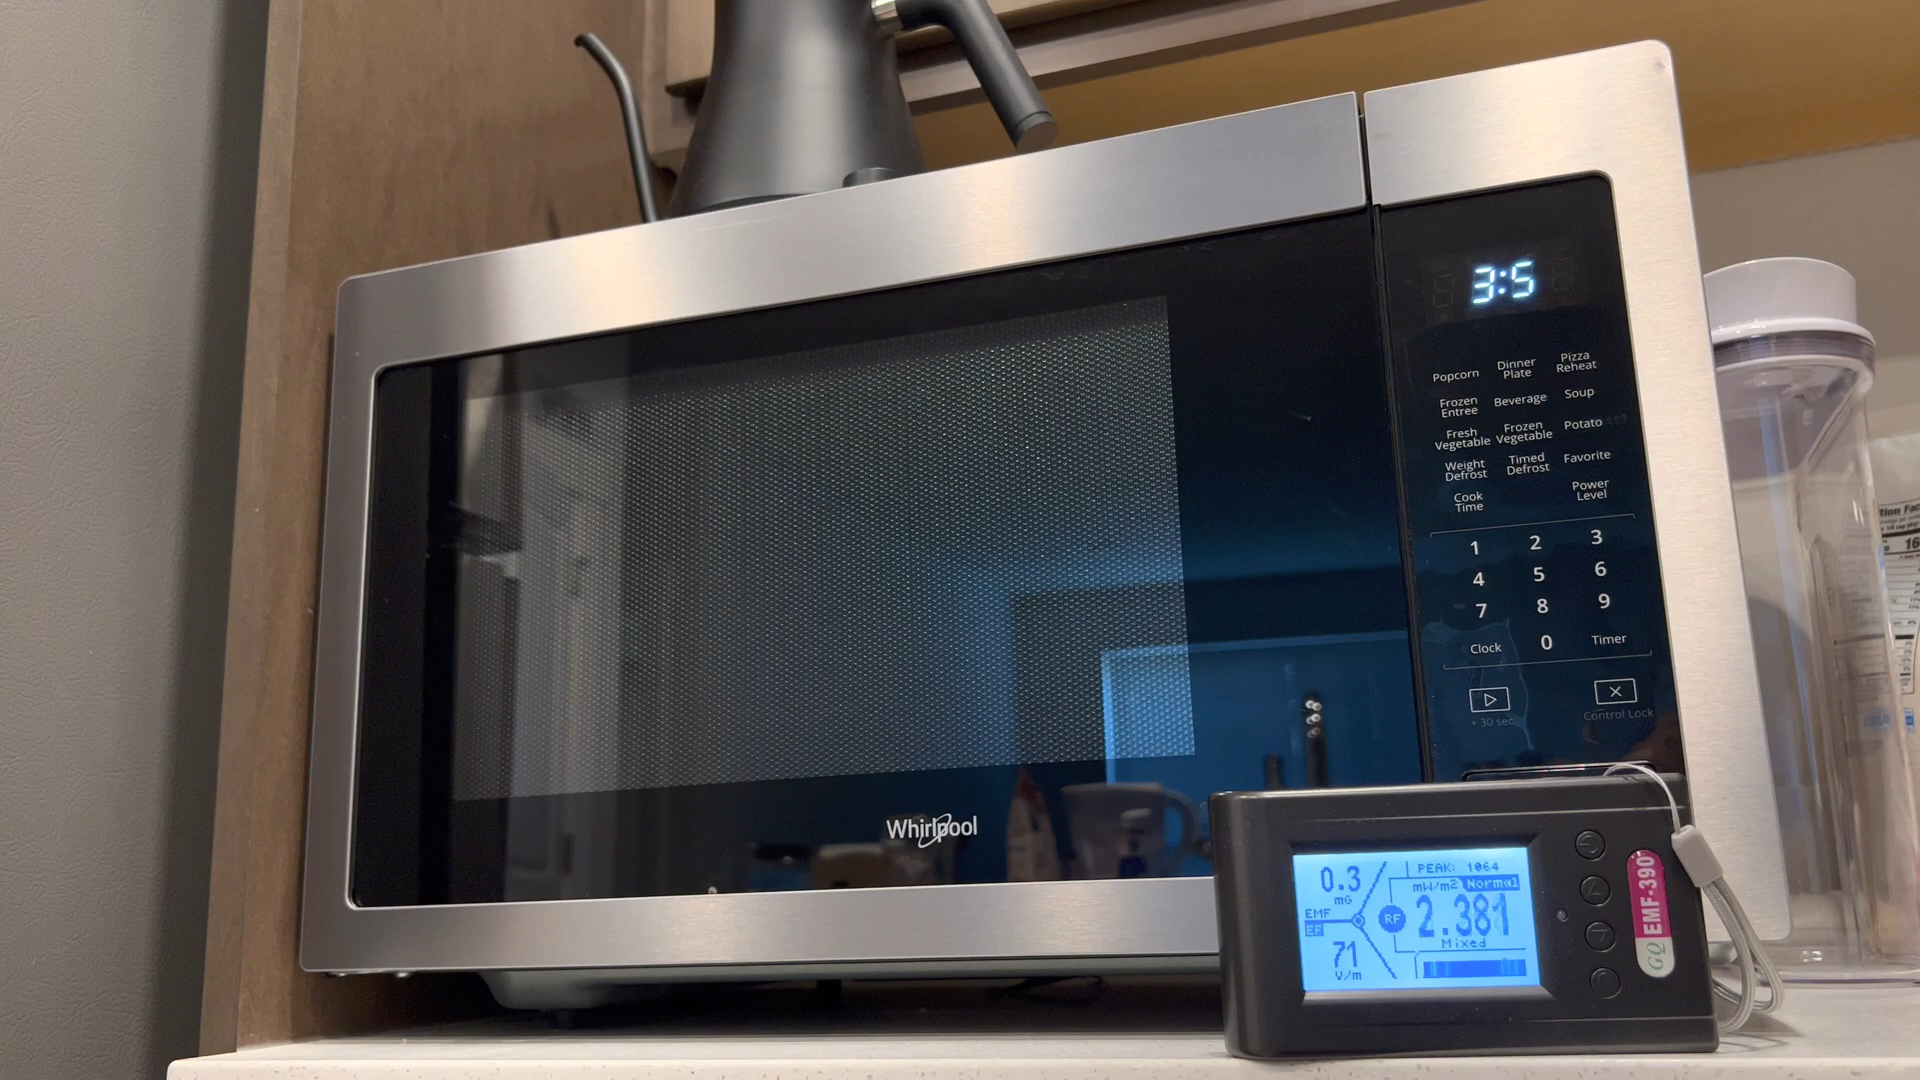 3:5
Popcorn
Dinner Plate
Pizza Reheat
Frozen Entree
Beverage
Soup
Fresh Vegetable
Frozen Vegetable
Potato
Weight Defrost
Timed Defrost
Favorite
Cook Time
Power Level
1 2 3
4 5 6
7 8 9
Clock 0 Timer
+ 30 sec
Control Lock
Whirlpool
0.3
mG
EMF
EF
71
V/m
PEAK: 1064
mW/m2 Normal
RF
2.381
Mixed
GQ EMF-390
16